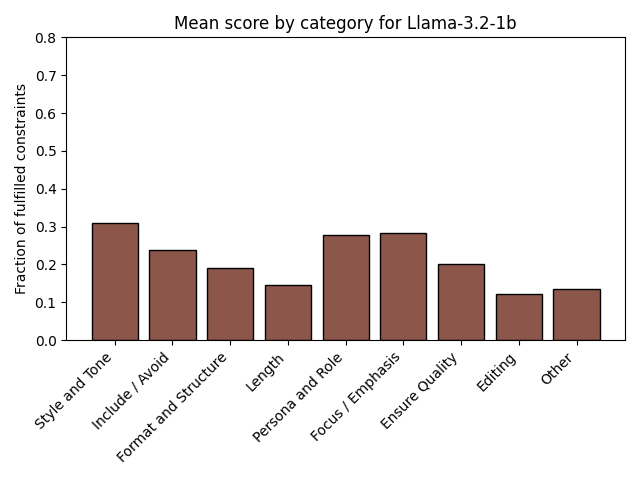 Mean score by category for Llama-3.2-1b
Fraction of fulfilled constraints
0.8
0.7
0.6
0.5
0.4
0.3
0.2
0.1
0.0
Style and Tone
Include / Avoid
Format and Structure
Length
Persona and Role
Focus / Emphasis
Ensure Quality
Editing
Other